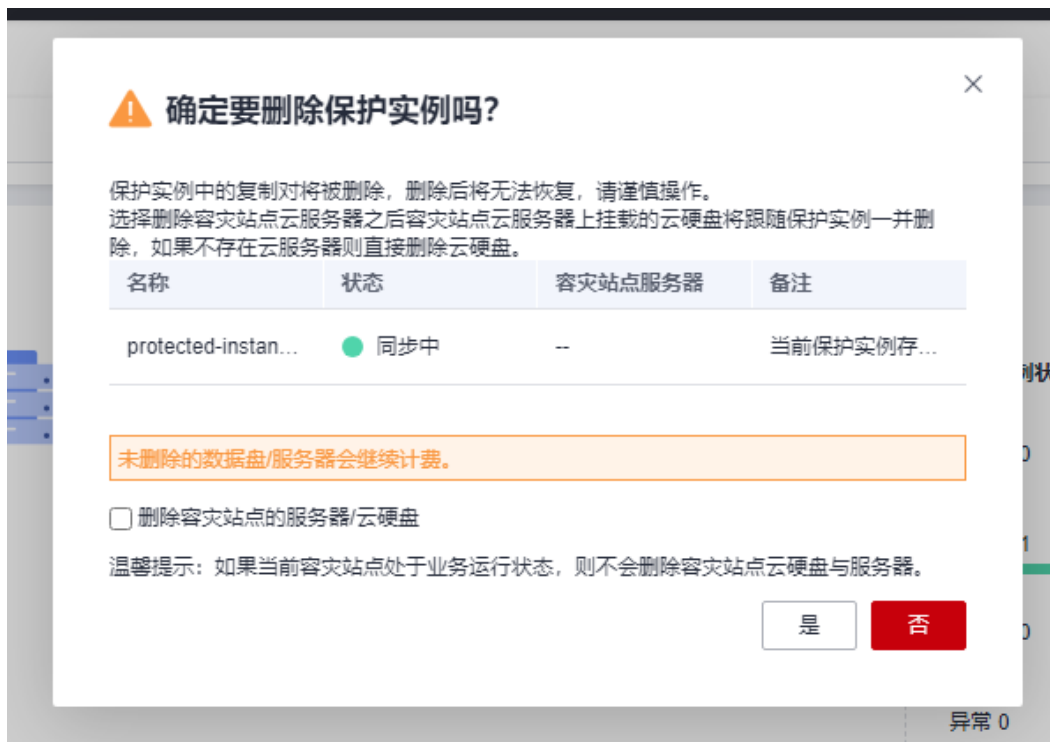 确定要删除保护实例吗?
保护实例中的复制对将被删除，删除后将无法恢复，请谨慎操作。
选择删除容灾站点云服务器之后容灾站点云服务器上挂载的云硬盘将跟随保护实例一并删
除，如果不存在云服务器则直接删除云硬盘。
名称 状态 容灾站点服务器 备注
protected-instan... 同步中 -- 当前保护实例存...
未删除的数据盘/服务器会继续计费。
删除容灾站点的服务器/云硬盘
温馨提示：如果当前容灾站点处于业务运行状态，则不会删除容灾站点云硬盘与服务器。
是 否
异常 0